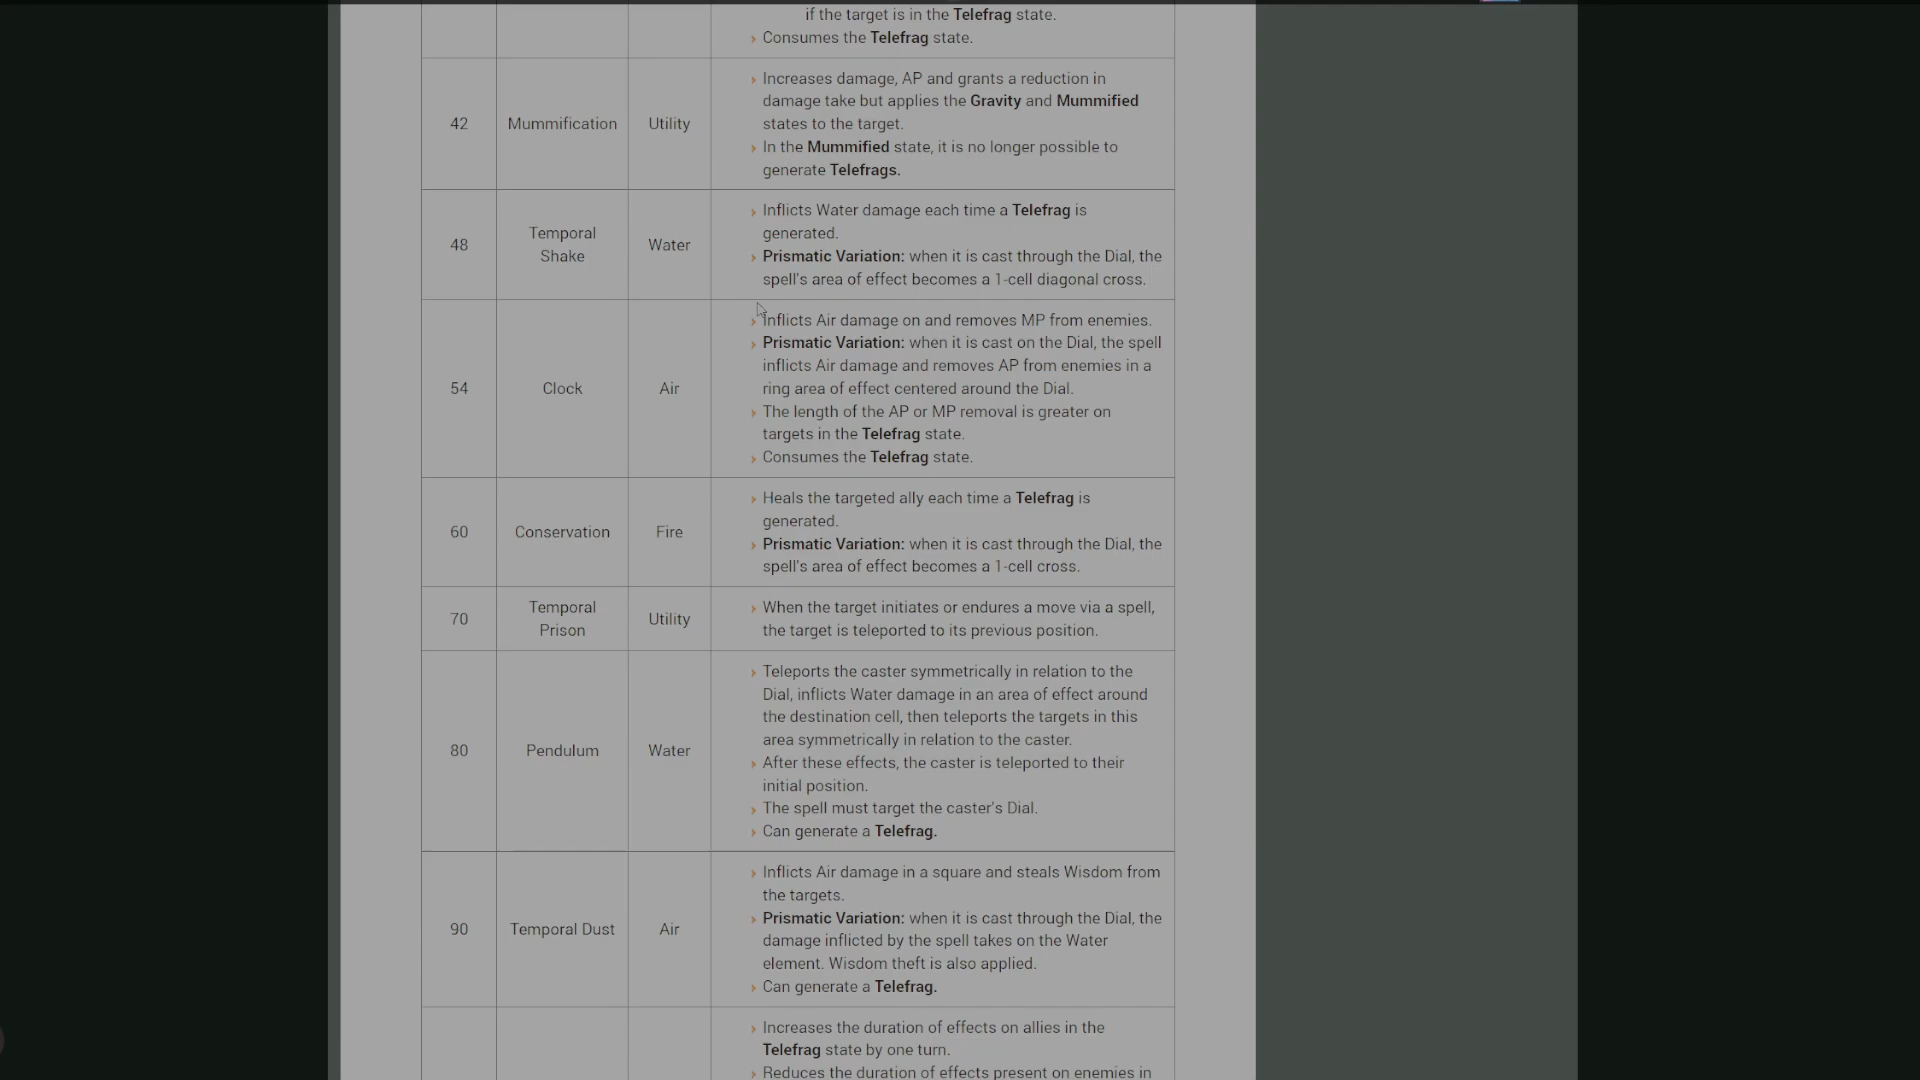 if the target is in the Telefrag state.
Consumes the Telefrag state.
42
Mummification
Utility
Increases damage, AP and grants a reduction in
damage take but applies the Gravity and Mummified
states to the target.
In the Mummified state, it is no longer possible to
generate Telefrags.
48
Temporal
Shake
Water
Inflicts Water damage each time a Telefrag is
generated.
Prismatic Variation: when it is cast through the Dial, the
spell's area of effect becomes a 1-cell diagonal cross.
54
Clock
Air
Inflicts Air damage on and removes MP from enemies.
Prismatic Variation: when it is cast on the Dial, the spell
inflicts Air damage and removes AP from enemies in a
ring area of effect centered around the Dial.
The length of the AP or MP removal is greater on
targets in the Telefrag state.
Consumes the Telefrag state.
60
Conservation
Fire
Heals the targeted ally each time a Telefrag is
generated.
Prismatic Variation: when it is cast through the Dial, the
spell's area of effect becomes a 1-cell cross.
70
Temporal
Prison
Utility
When the target initiates or endures a move via a spell,
the target is teleported to its previous position.
80
Pendulum
Water
Teleports the caster symmetrically in relation to the
Dial, inflicts Water damage in an area of effect around
the destination cell, then teleports the targets in this
area symmetrically in relation to the caster.
After these effects, the caster is teleported to their
initial position.
The spell must target the caster's Dial.
Can generate a Telefrag.
90
Temporal Dust
Air
Inflicts Air damage in a square and steals Wisdom from
the targets.
Prismatic Variation: when it is cast through the Dial, the
damage inflicted by the spell takes on the Water
element. Wisdom theft is also applied.
Can generate a Telefrag.
Increases the duration of effects on allies in the
Telefrag state by one turn.
Reduces the duration of effects present on enemies in